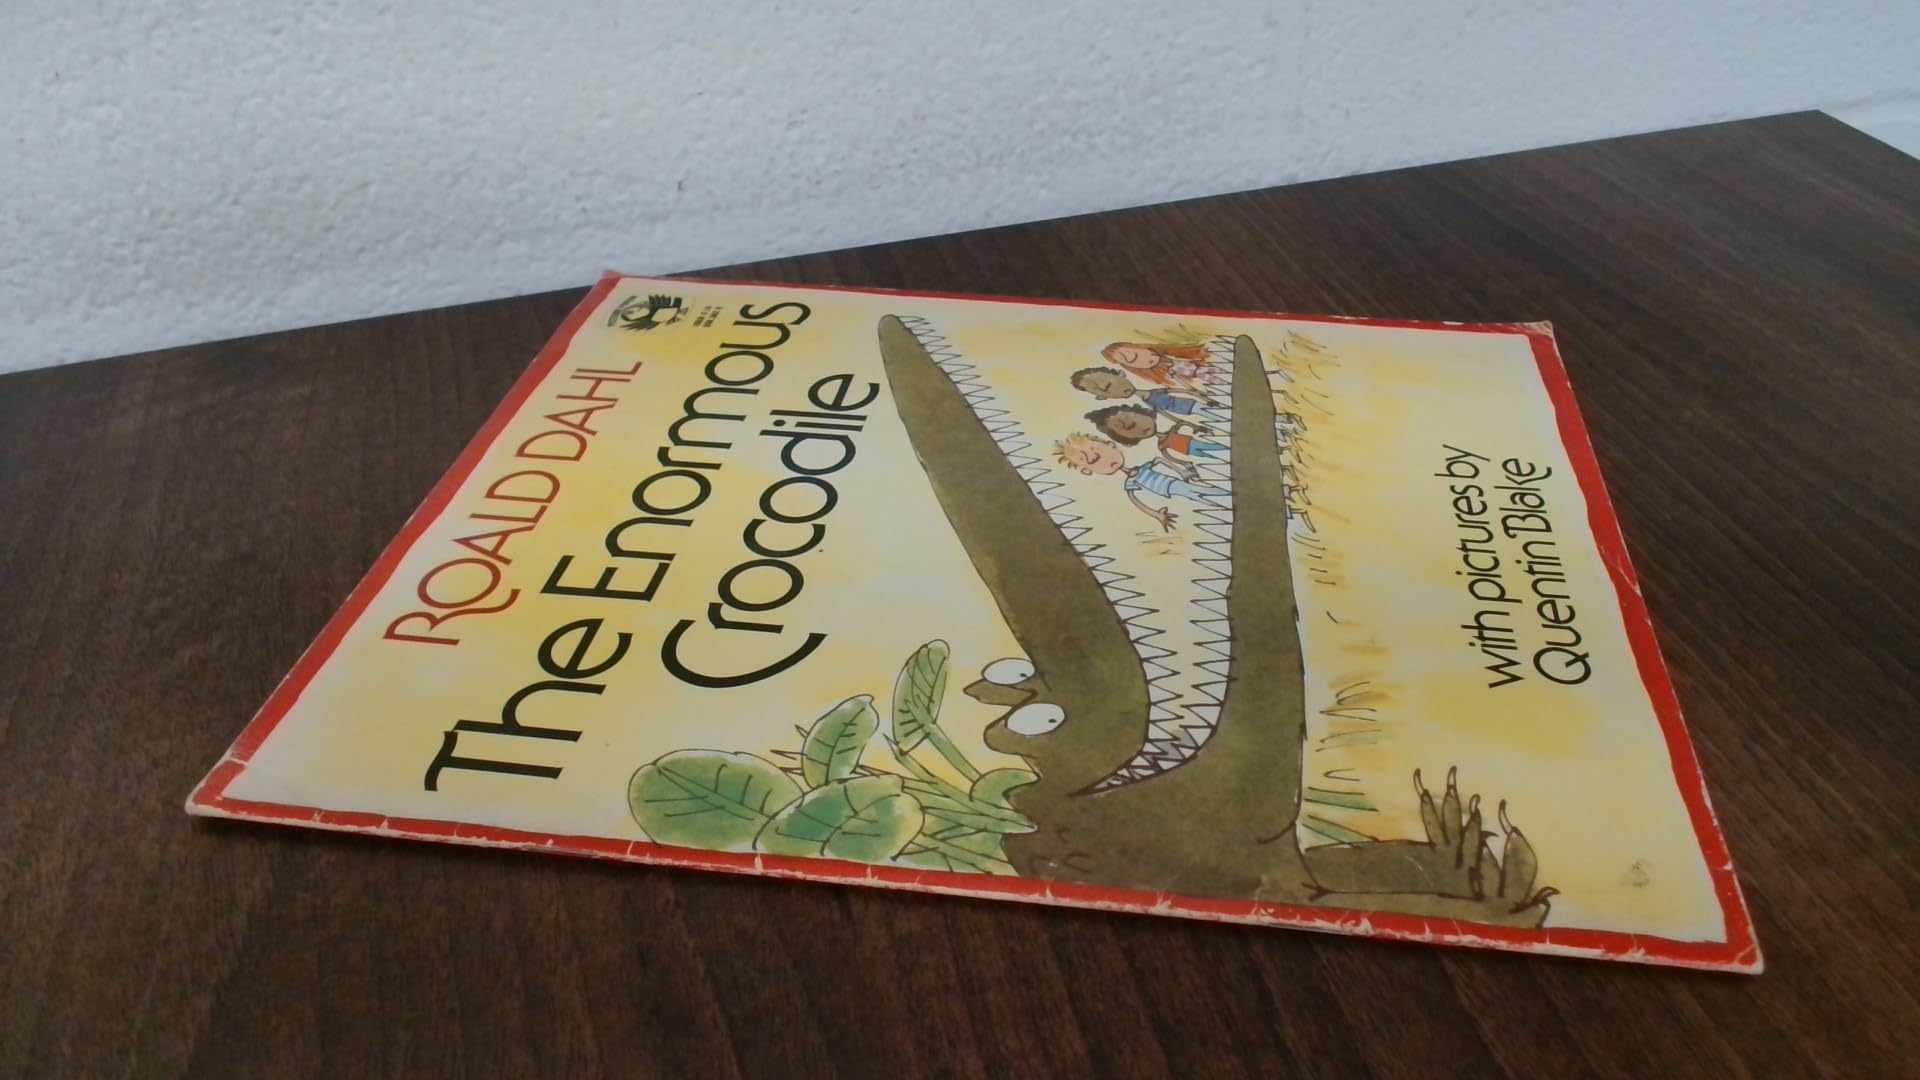 ROALD DAHL
The Enormous
Crocodile
with pictures by
Quentin Blake